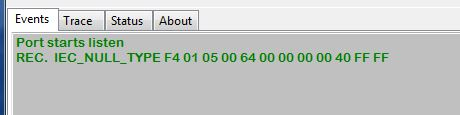 Events Trace Status About
Port starts listen
REC. IEC_NULL_TYPE F4 01 05 00 64 00 00 00 00 40 FF FF